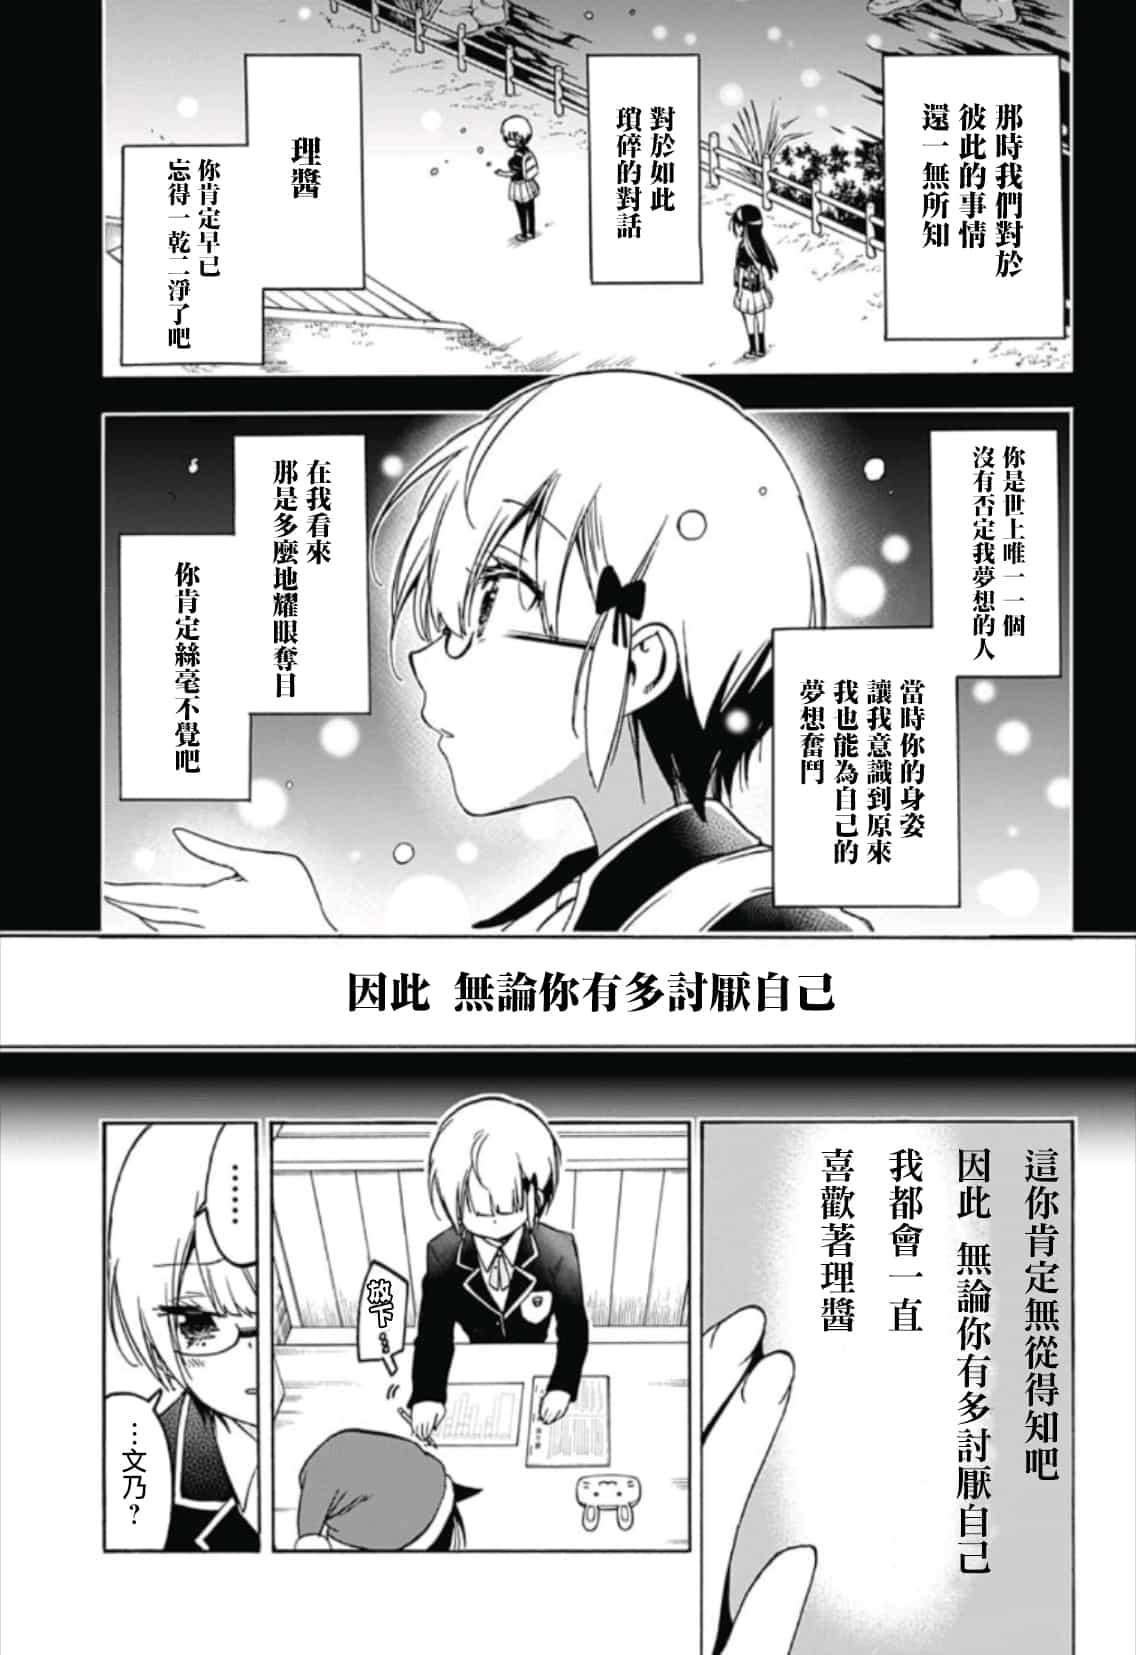 那時我們對於
彼此的事情
還一無所知
對於如此
瑣碎的對話
理醬
你肯定早已
忘得一乾二淨了吧
你是世上唯一一個
沒有否定我夢想的人
當時你的身姿
讓我意識到原來
我也能為自己的
夢想奮鬥
在我看來
那是多麼地耀眼奪目
你肯定絲毫不覺吧
因此 無論你有多討厭自己
這你肯定無從得知吧
因此 無論你有多討厭自己
我都會一直
喜歡著理醬
放下…
……
…文乃?